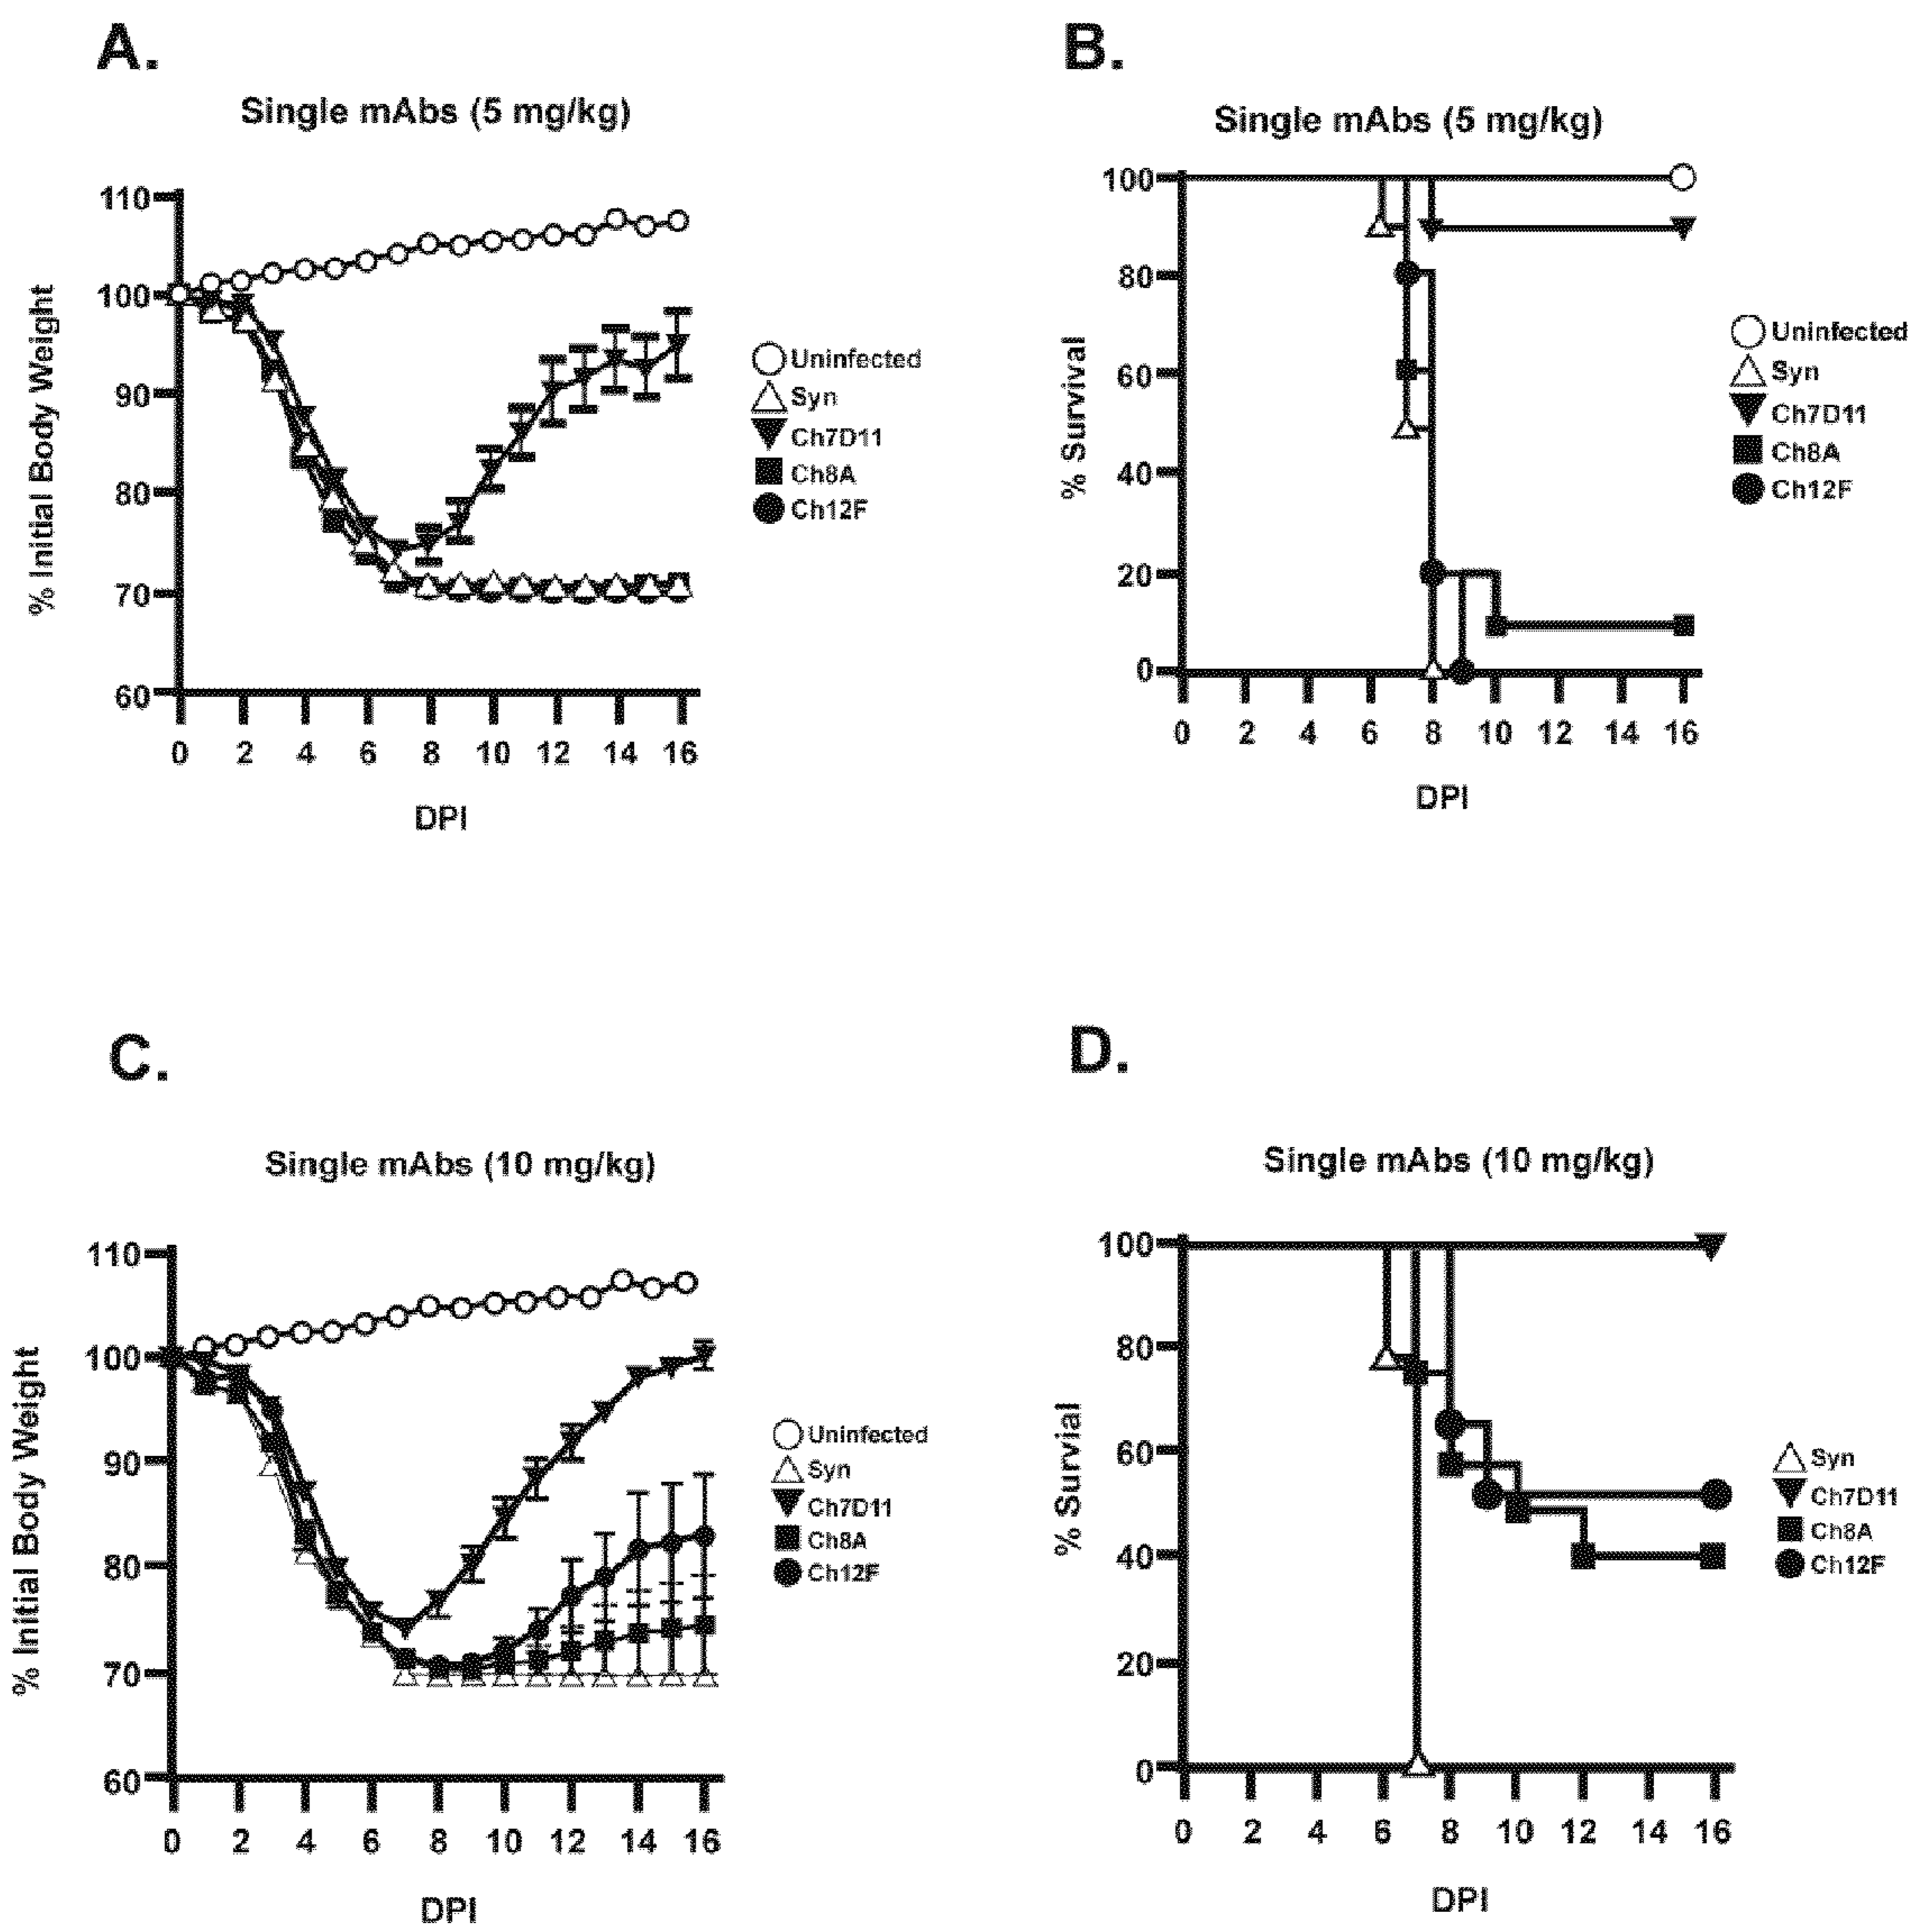 A.
Single mAbs (5 mg/kg)
110
100
90
80
70
60
% Initial Body Weight
0 2 4 6 8 10 12 14 16
DPI
Uninfected
Syn
Ch7D11
Ch8A
Ch12F
B.
Single mAbs (5 mg/kg)
100
80
60
40
20
0
% Survival
0 2 4 6 8 10 12 14 16
DPI
Uninfected
Syn
Ch7D11
Ch8A
Ch12F
C.
Single mAbs (10 mg/kg)
110
100
90
80
70
60
% Initial Body Weight
0 2 4 6 8 10 12 14 16
DPI
Uninfected
Syn
Ch7D11
Ch8A
Ch12F
D.
Single mAbs (10 mg/kg)
100
80
60
40
20
0
% Survial
0 2 4 6 8 10 12 14 16
DPI
Syn
Ch7D11
Ch8A
Ch12F